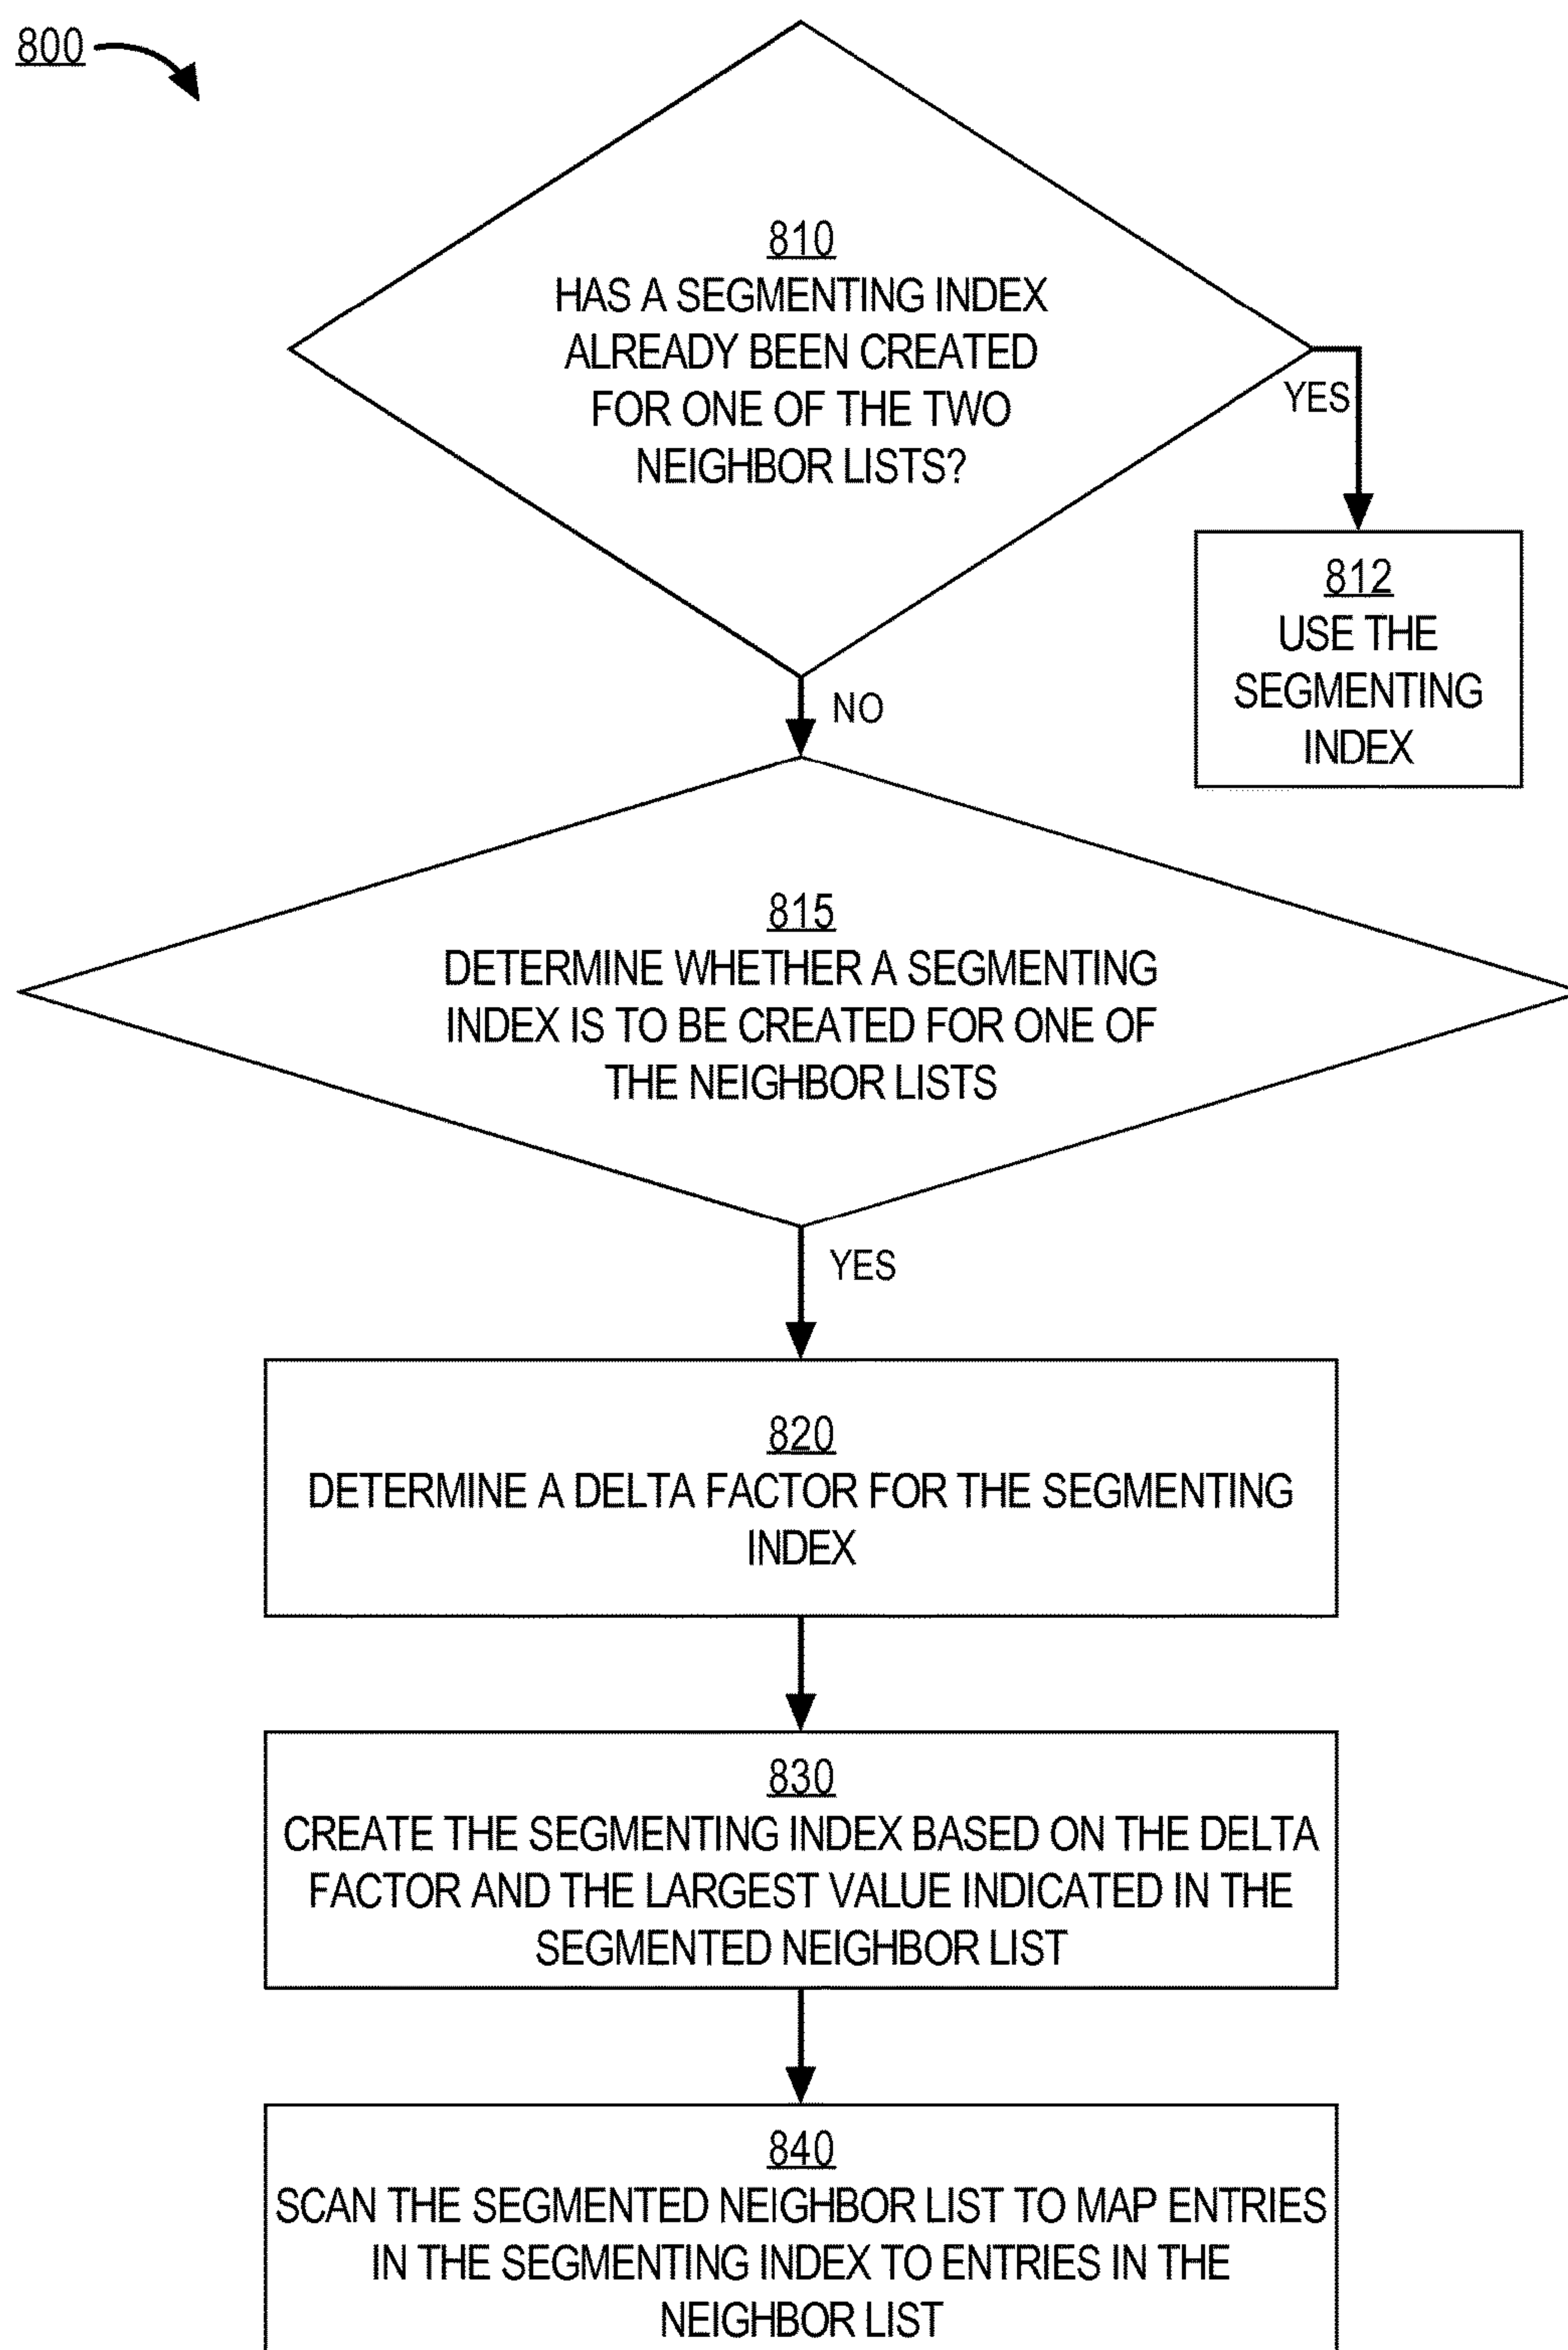 800
810
HAS A SEGMENTING INDEX
ALREADY BEEN CREATED
FOR ONE OF THE TWO
NEIGHBOR LISTS?
YES
812
USE THE
SEGMENTING
INDEX
NO
815
DETERMINE WHETHER A SEGMENTING
INDEX IS TO BE CREATED FOR ONE OF
THE NEIGHBOR LISTS
YES
820
DETERMINE A DELTA FACTOR FOR THE SEGMENTING
INDEX
830
CREATE THE SEGMENTING INDEX BASED ON THE DELTA
FACTOR AND THE LARGEST VALUE INDICATED IN THE
SEGMENTED NEIGHBOR LIST
840
SCAN THE SEGMENTED NEIGHBOR LIST TO MAP ENTRIES
IN THE SEGMENTING INDEX TO ENTRIES IN THE
NEIGHBOR LIST